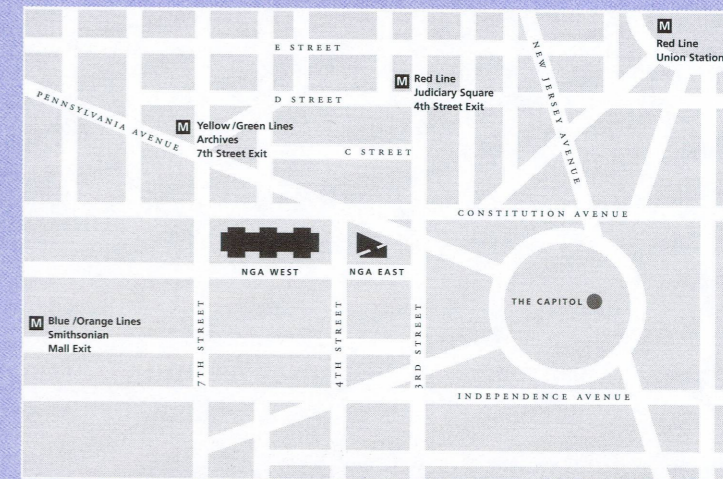 M
Red Line
Union Station
E STREET
NEW JERSEY AVENUE
M Red Line
Judiciary Square
4th Street Exit
PENNSYLVANIA AVENUE
D STREET
M Yellow/Green Lines
Archives
7th Street Exit
C STREET
CONSTITUTION AVENUE
NGA WEST
NGA EAST
THE CAPITOL
M Blue/Orange Lines
Smithsonian
Mall Exit
7TH STREET
4TH STREET
3RD STREET
INDEPENDENCE AVENUE